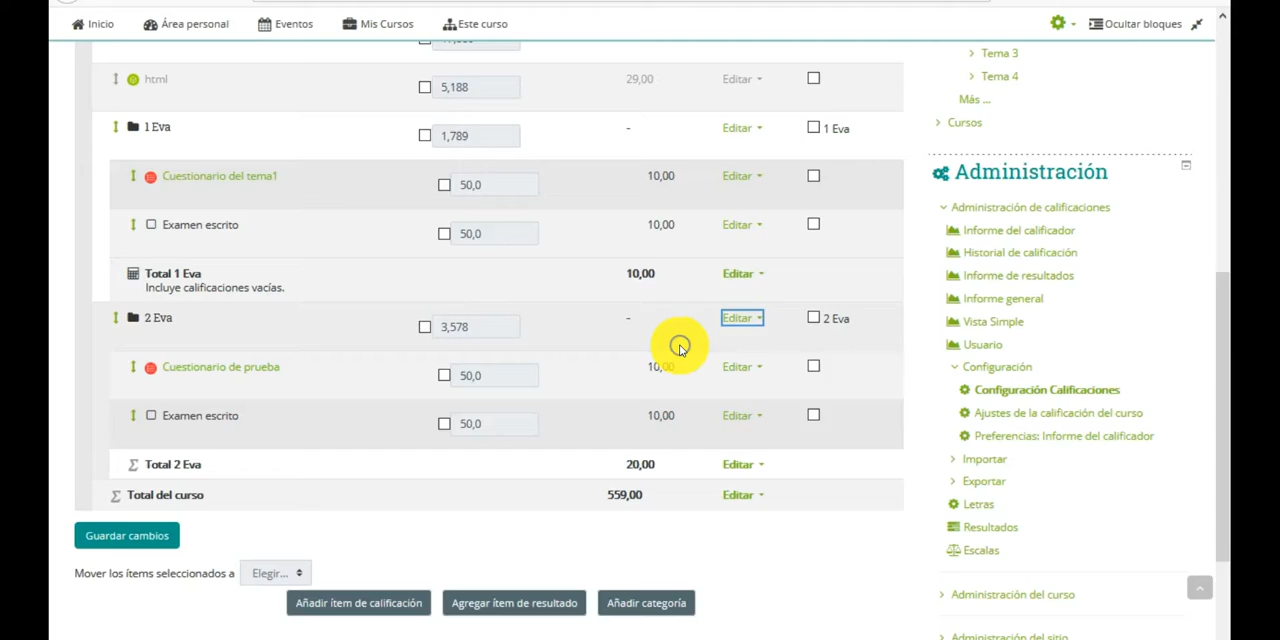 Inicio Área personal Eventos Mis Cursos Este curso Ocultar bloques
html 5,188 29,00 Editar
1 Eva 1,789 - Editar 1 Eva
Cuestionario del tema1 50,0 10,00 Editar
Examen escrito 50,0 10,00 Editar
Total 1 Eva 10,00 Editar
Incluye calificaciones vacías.
2 Eva 3,578 - Editar 2 Eva
Cuestionario de prueba 50,0 10,00 Editar
Examen escrito 50,0 10,00 Editar
Total 2 Eva 20,00 Editar
Total del curso 559,00 Editar
Guardar cambios
Mover los ítems seleccionados a Elegir...
Añadir ítem de calificación Agregar ítem de resultado Añadir categoría
Tema 3
Tema 4
Más ...
Cursos
Administración
Administración de calificaciones
Informe del calificador
Historial de calificación
Informe de resultados
Informe general
Vista Simple
Usuario
Configuración
Configuración Calificaciones
Ajustes de la calificación del curso
Preferencias: Informe del calificador
Importar
Exportar
Letras
Resultados
Escalas
Administración del curso
Administración del sitio